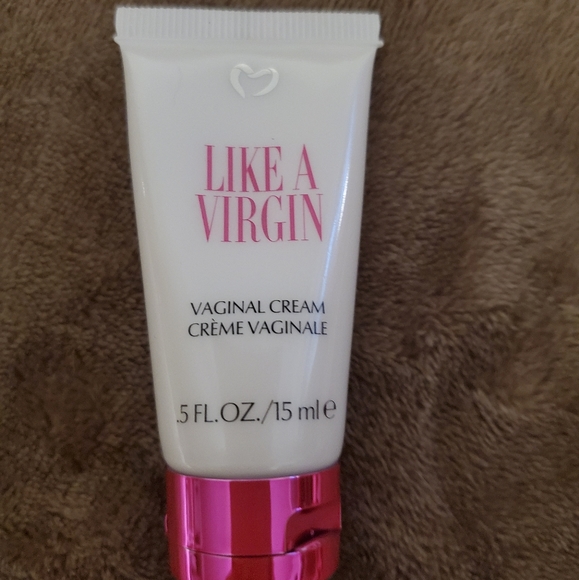 LIKE A
VIRGIN
VAGINAL CREAM
CRÈME VAGINALE
.5 FL.OZ./15 ml ℮